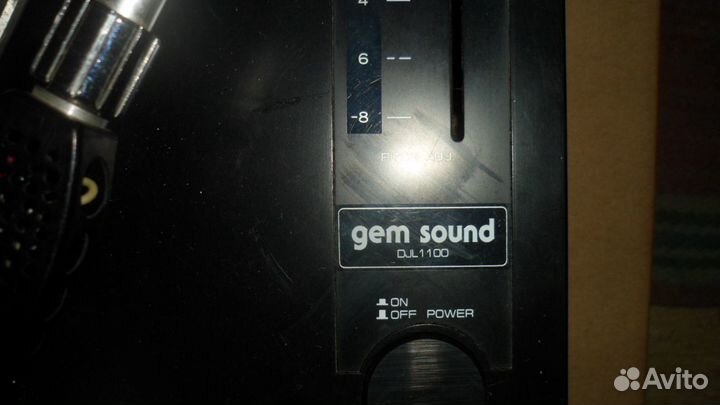 4
6
-8
gem sound
DJL1100
ON
OFF POWER
Avito